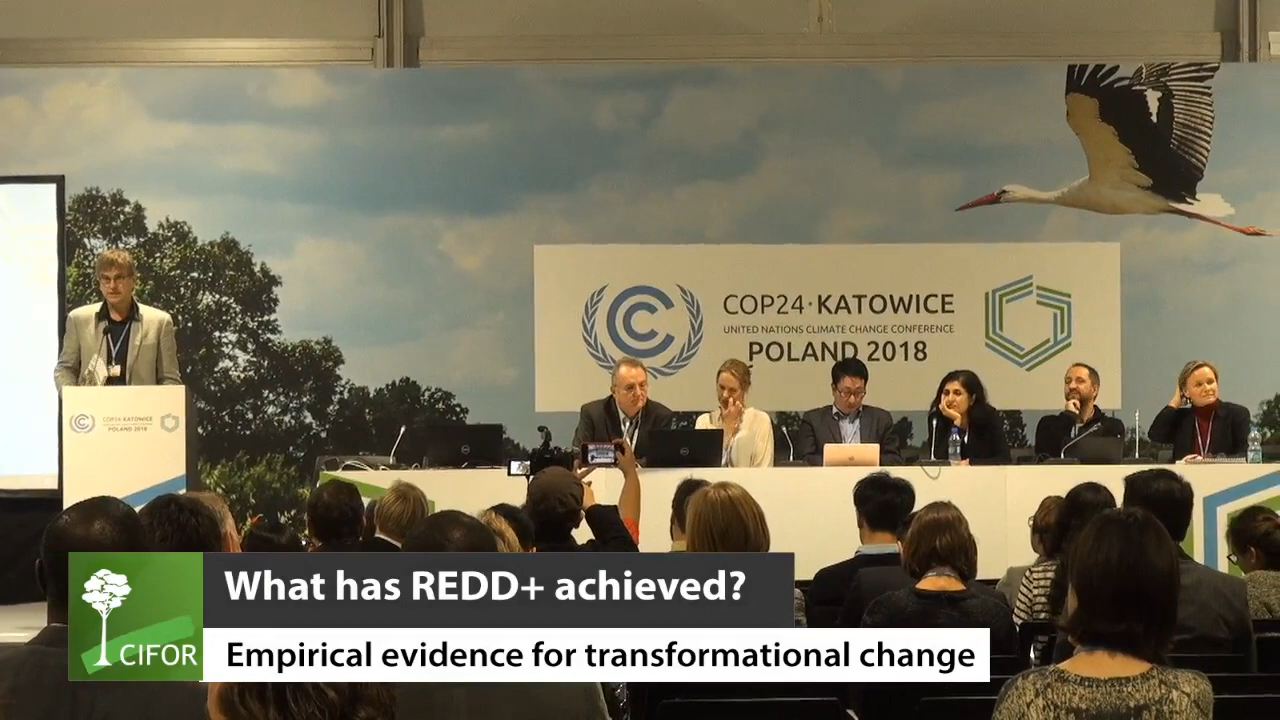 COP24·KATOWICE
UNITED NATIONS CLIMATE CHANGE CONFERENCE
POLAND 2018
COP24·KATOWICE
POLAND 2018
What has REDD+ achieved?
CIFOR
Empirical evidence for transformational change